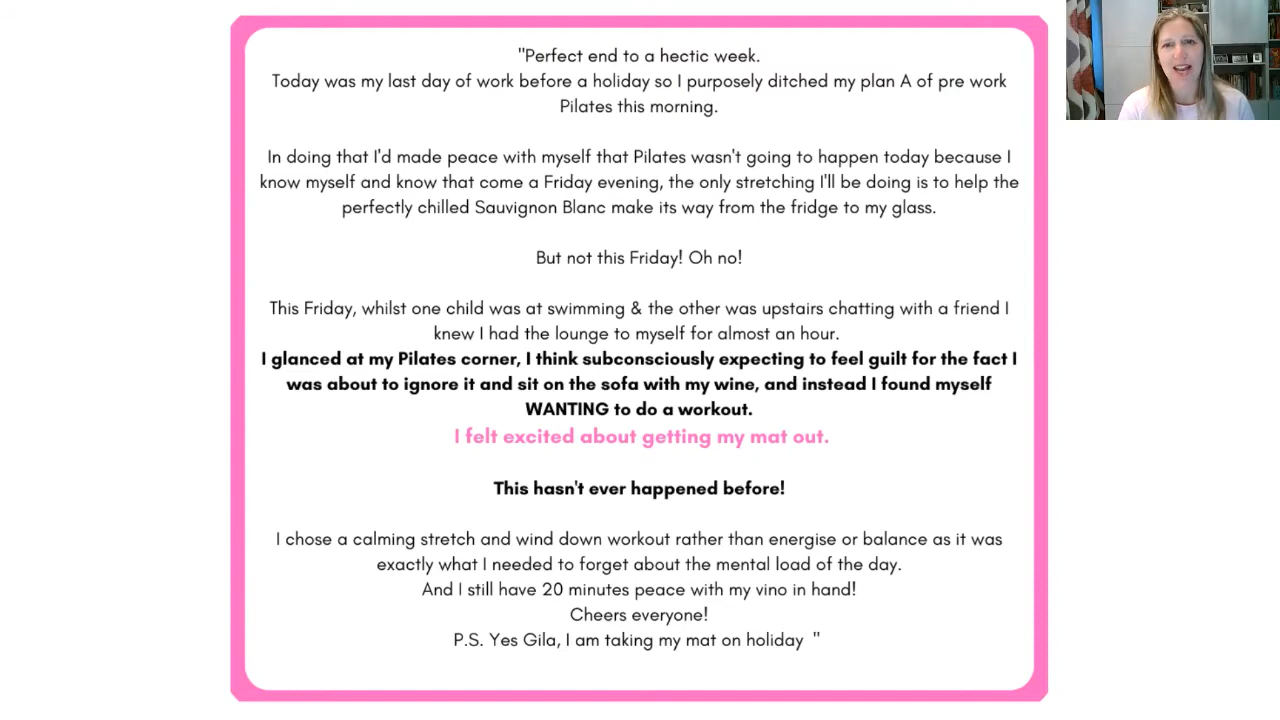 "Perfect end to a hectic week.
Today was my last day of work before a holiday so I purposely ditched my plan A of pre work
Pilates this morning.
In doing that I'd made peace with myself that Pilates wasn't going to happen today because I
know myself and know that come a Friday evening, the only stretching I'll be doing is to help the
perfectly chilled Sauvignon Blanc make its way from the fridge to my glass.
But not this Friday! Oh no!
This Friday, whilst one child was at swimming & the other was upstairs chatting with a friend I
knew I had the lounge to myself for almost an hour.
I glanced at my Pilates corner, I think subconsciously expecting to feel guilt for the fact I
was about to ignore it and sit on the sofa with my wine, and instead I found myself
WANTING to do a workout.
I felt excited about getting my mat out.
This hasn't ever happened before!
I chose a calming stretch and wind down workout rather than energise or balance as it was
exactly what I needed to forget about the mental load of the day.
And I still have 20 minutes peace with my vino in hand!
Cheers everyone!
P.S. Yes Gila, I am taking my mat on holiday "